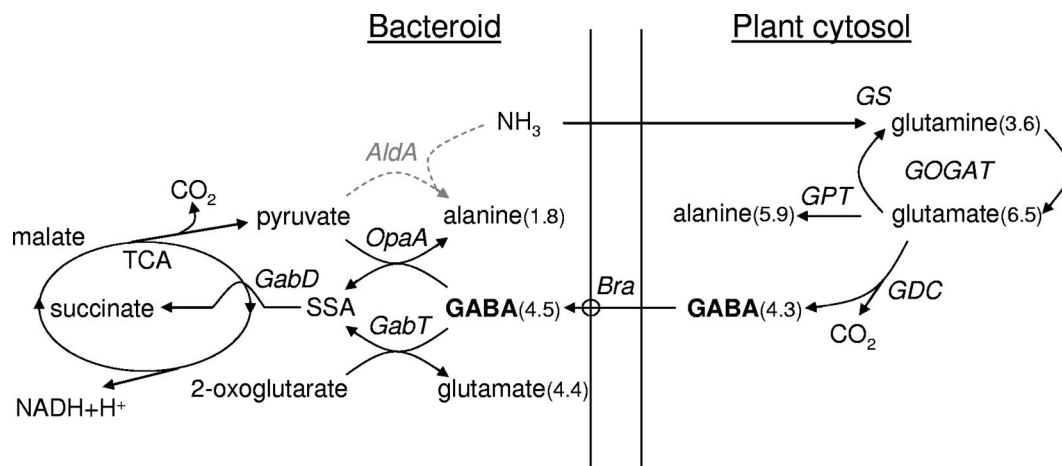 Bacteroid
Plant cytosol
GS
NH₃
glutamine(3.6)
AldA
GOGAT
CO₂
GPT
pyruvate
alanine(1.8)
alanine(5.9)
glutamate(6.5)
malate
OpaA
TCA
GabD
Bra
GDC
succinate
SSA
GABA(4.5)
GABA(4.3)
GabT
CO₂
2-oxoglutarate
glutamate(4.4)
NADH+H⁺